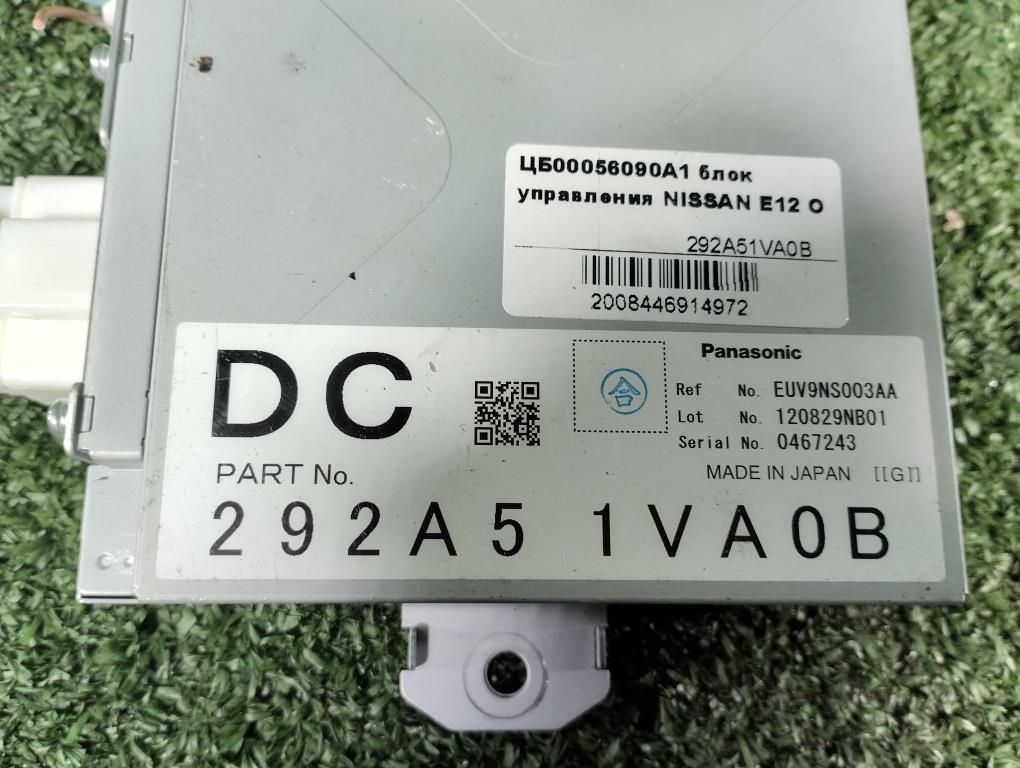 ЦБ00056090А1 блок
управления NISSAN E12 O
292A51VA0B
2008446914972
DC
合
Panasonic
Ref No. EUV9NS003AA
Lot No. 120829NB01
Serial No. 0467243
MADE IN JAPAN [[G]]
PART No.
292A5 1VA0B